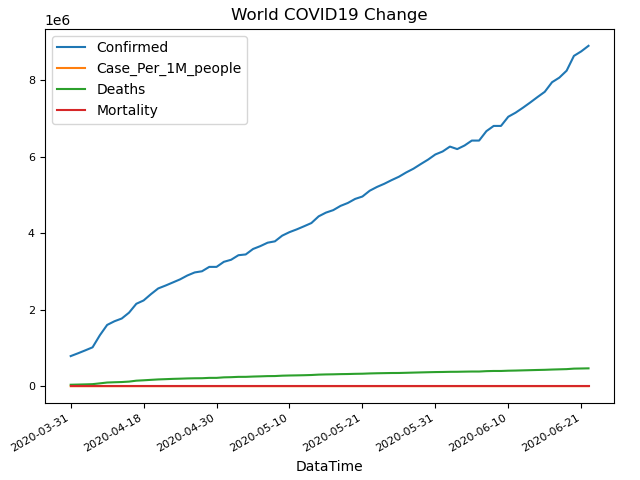 World COVID19 Change
1e6
Confirmed
Case_Per_1M_people
Deaths
Mortality
8
6
4
2
0
2020-03-31
2020-04-18
2020-04-30
2020-05-10
2020-05-21
2020-05-31
2020-06-10
2020-06-21
DataTime